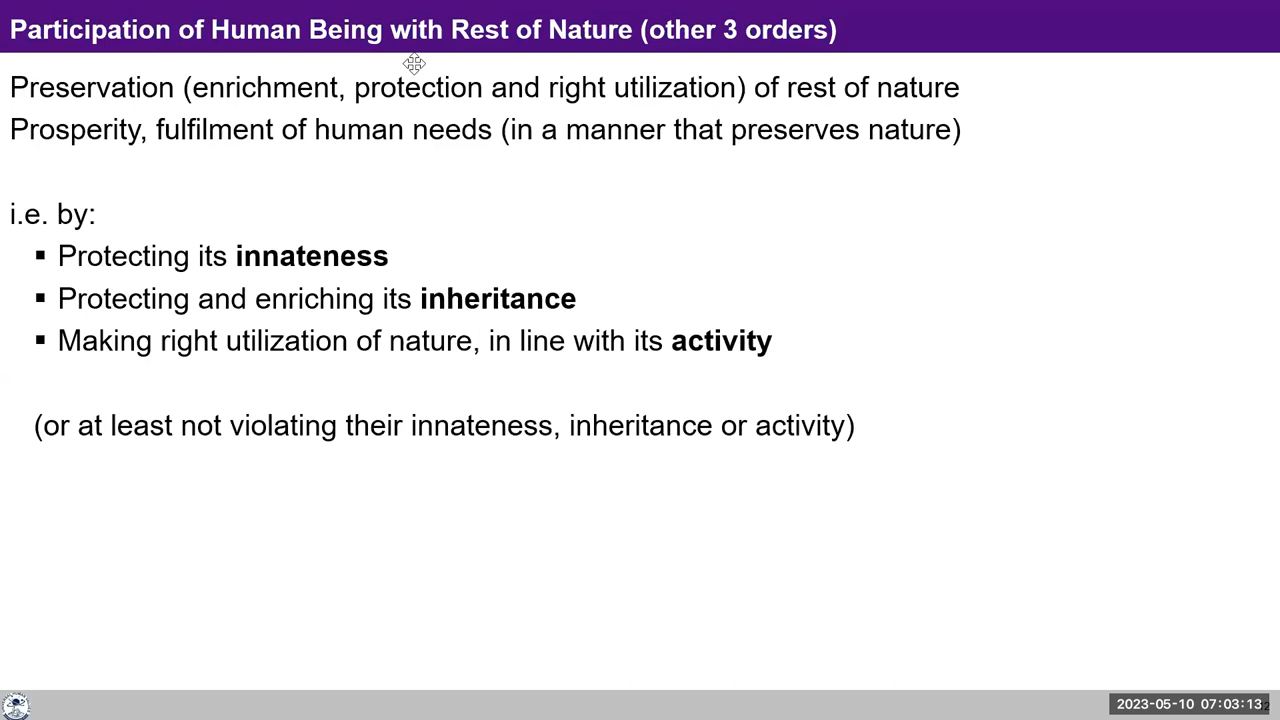 Participation of Human Being with Rest of Nature (other 3 orders)
Preservation (enrichment, protection and right utilization) of rest of nature
Prosperity, fulfilment of human needs (in a manner that preserves nature)
i.e. by:
▪ Protecting its innateness
▪ Protecting and enriching its inheritance
▪ Making right utilization of nature, in line with its activity
(or at least not violating their innateness, inheritance or activity)
2023-05-10 07:03:13